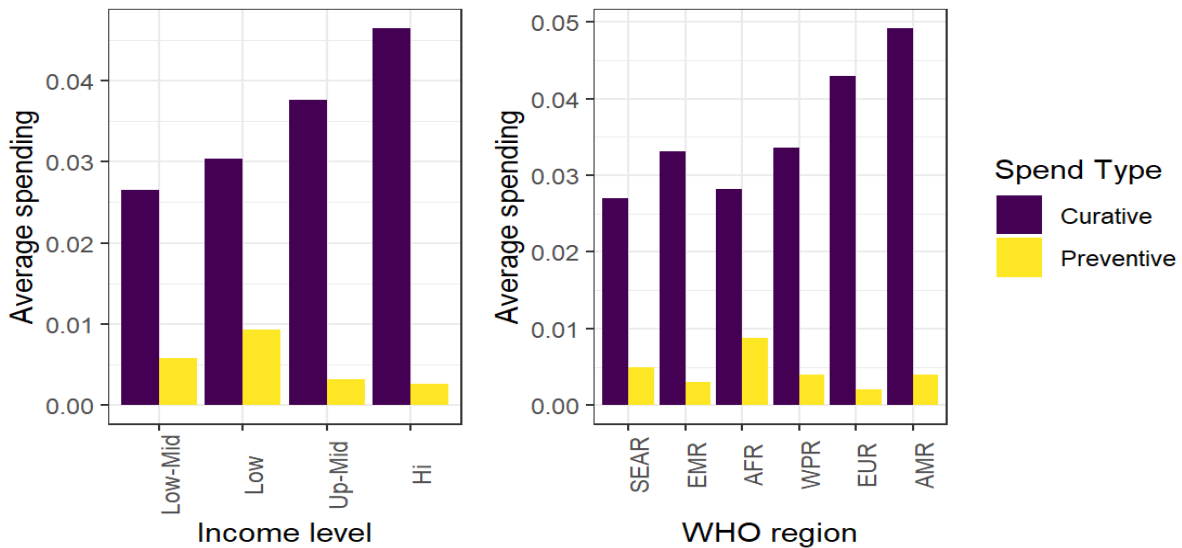 Average spending
0.04
0.03
0.02
0.01
0.00
Low-Mid
Low
Up-Mid
Hi
Income level
Average spending
0.05
0.04
0.03
0.02
0.01
0.00
SEAR
EMR
AFR
WPR
EUR
AMR
WHO region
Spend Type
Curative
Preventive